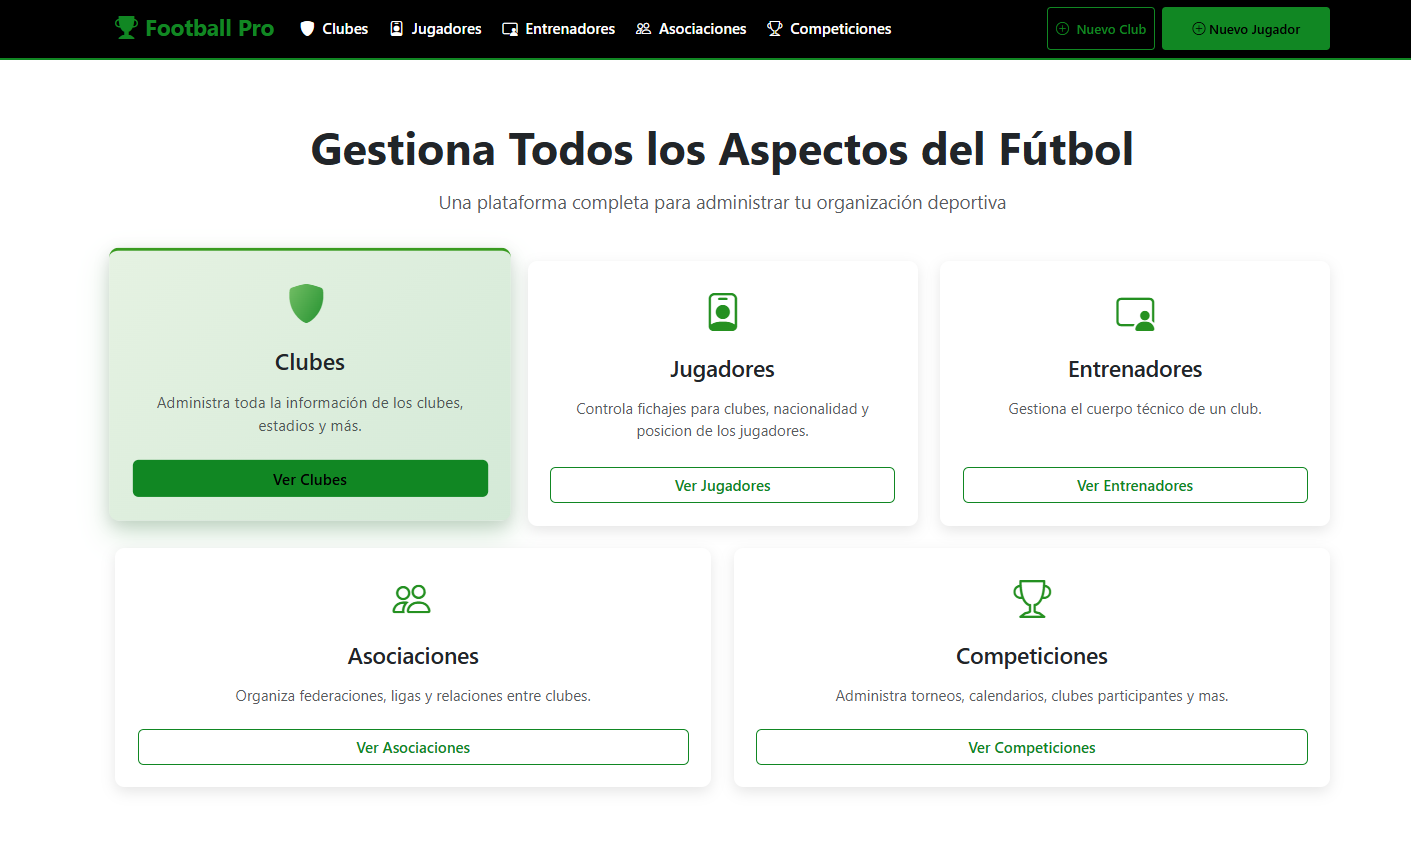 Football Pro
Clubes
Jugadores
Entrenadores
Asociaciones
Competiciones
Nuevo Club
Nuevo Jugador
Gestiona Todos los Aspectos del Fútbol
Una plataforma completa para administrar tu organización deportiva
Clubes
Administra toda la información de los clubes,
estadios y más.
Ver Clubes
Jugadores
Controla fichajes para clubes, nacionalidad y
posicion de los jugadores.
Ver Jugadores
Entrenadores
Gestiona el cuerpo técnico de un club.
Ver Entrenadores
Asociaciones
Organiza federaciones, ligas y relaciones entre clubes.
Ver Asociaciones
Competiciones
Administra torneos, calendarios, clubes participantes y mas.
Ver Competiciones